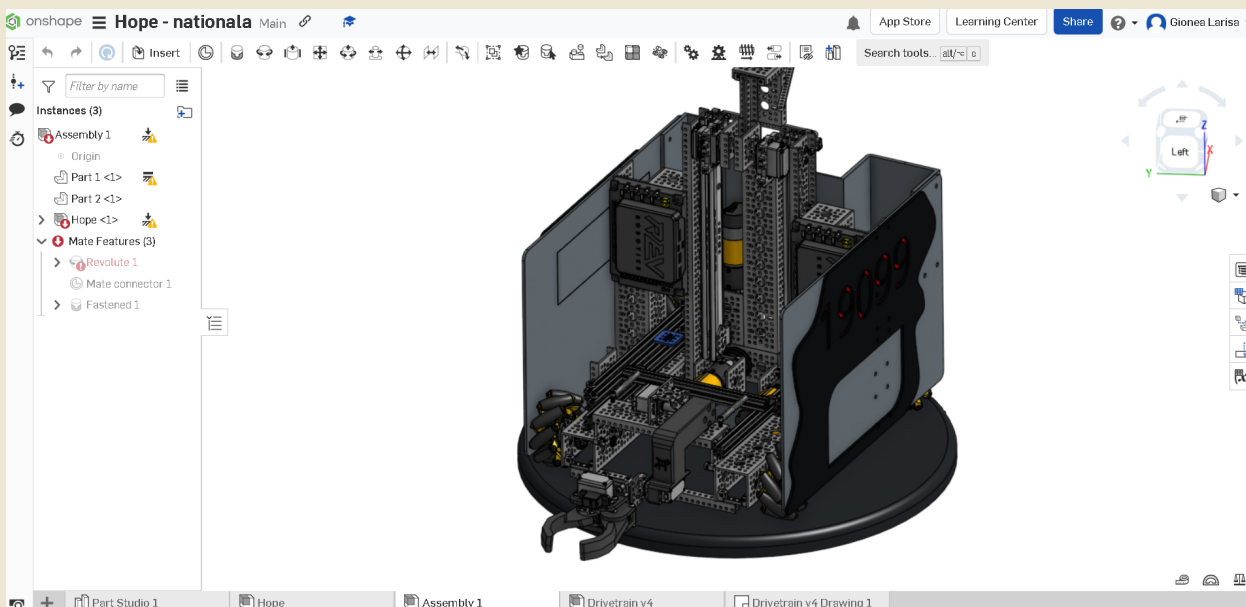 onshape Hope - nationala Main App Store Learning Center Share Gionea Larisa
Insert Search tools... alt/⌥ c
Filter by name
Instances (3)
Assembly 1
Origin
Part 1 <1>
Part 2 <1>
Hope <1>
Mate Features (3)
Revolute 1
Mate connector 1
Fastened 1
REV
19099
Left
Z
X
Y
Part Studio 1 Hope Assembly 1 Drivetrain v4 Drivetrain v4 Drawing 1